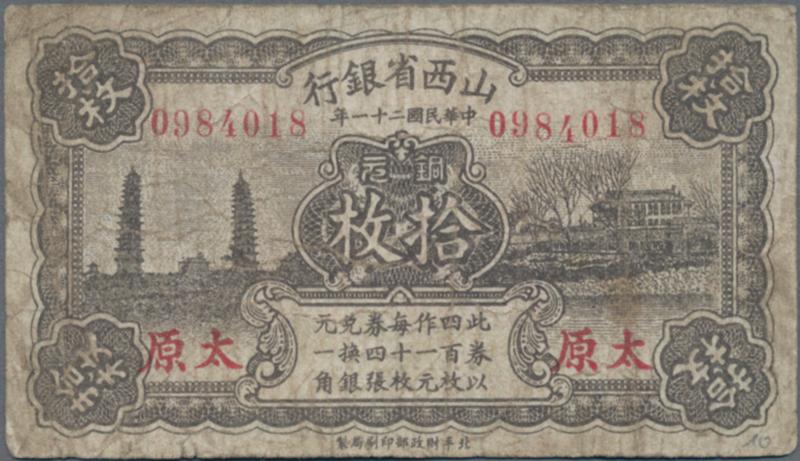 拾枚
山西省銀行
拾枚
中華民國二十一年
0984018
0984018
銅元
拾枚
此券以
四百枚
作一元
每十枚
券四張
兌換銀
元一角
太原
太原
拾枚
拾枚
北平財政部印刷局製
10